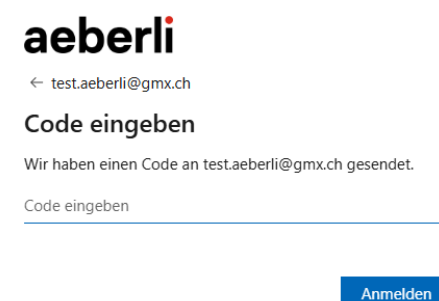 aeberli
← test.aeberli@gmx.ch
Code eingeben
Wir haben einen Code an test.aeberli@gmx.ch gesendet.
Code eingeben
Anmelden